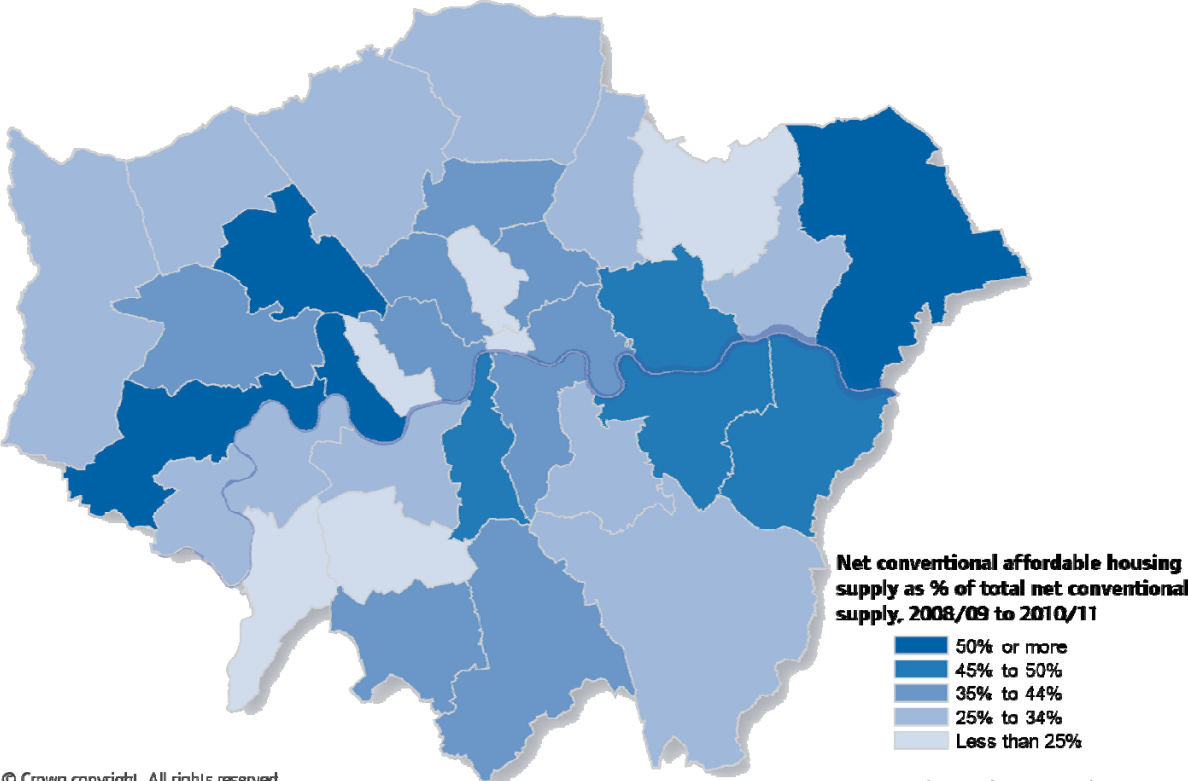 Net conventional affordable housing
supply as % of total net conventional
supply, 2008/09 to 2010/11
50% or more
45% to 50%
35% to 44%
25% to 34%
Less than 25%
© Crown copyright. All rights reserved